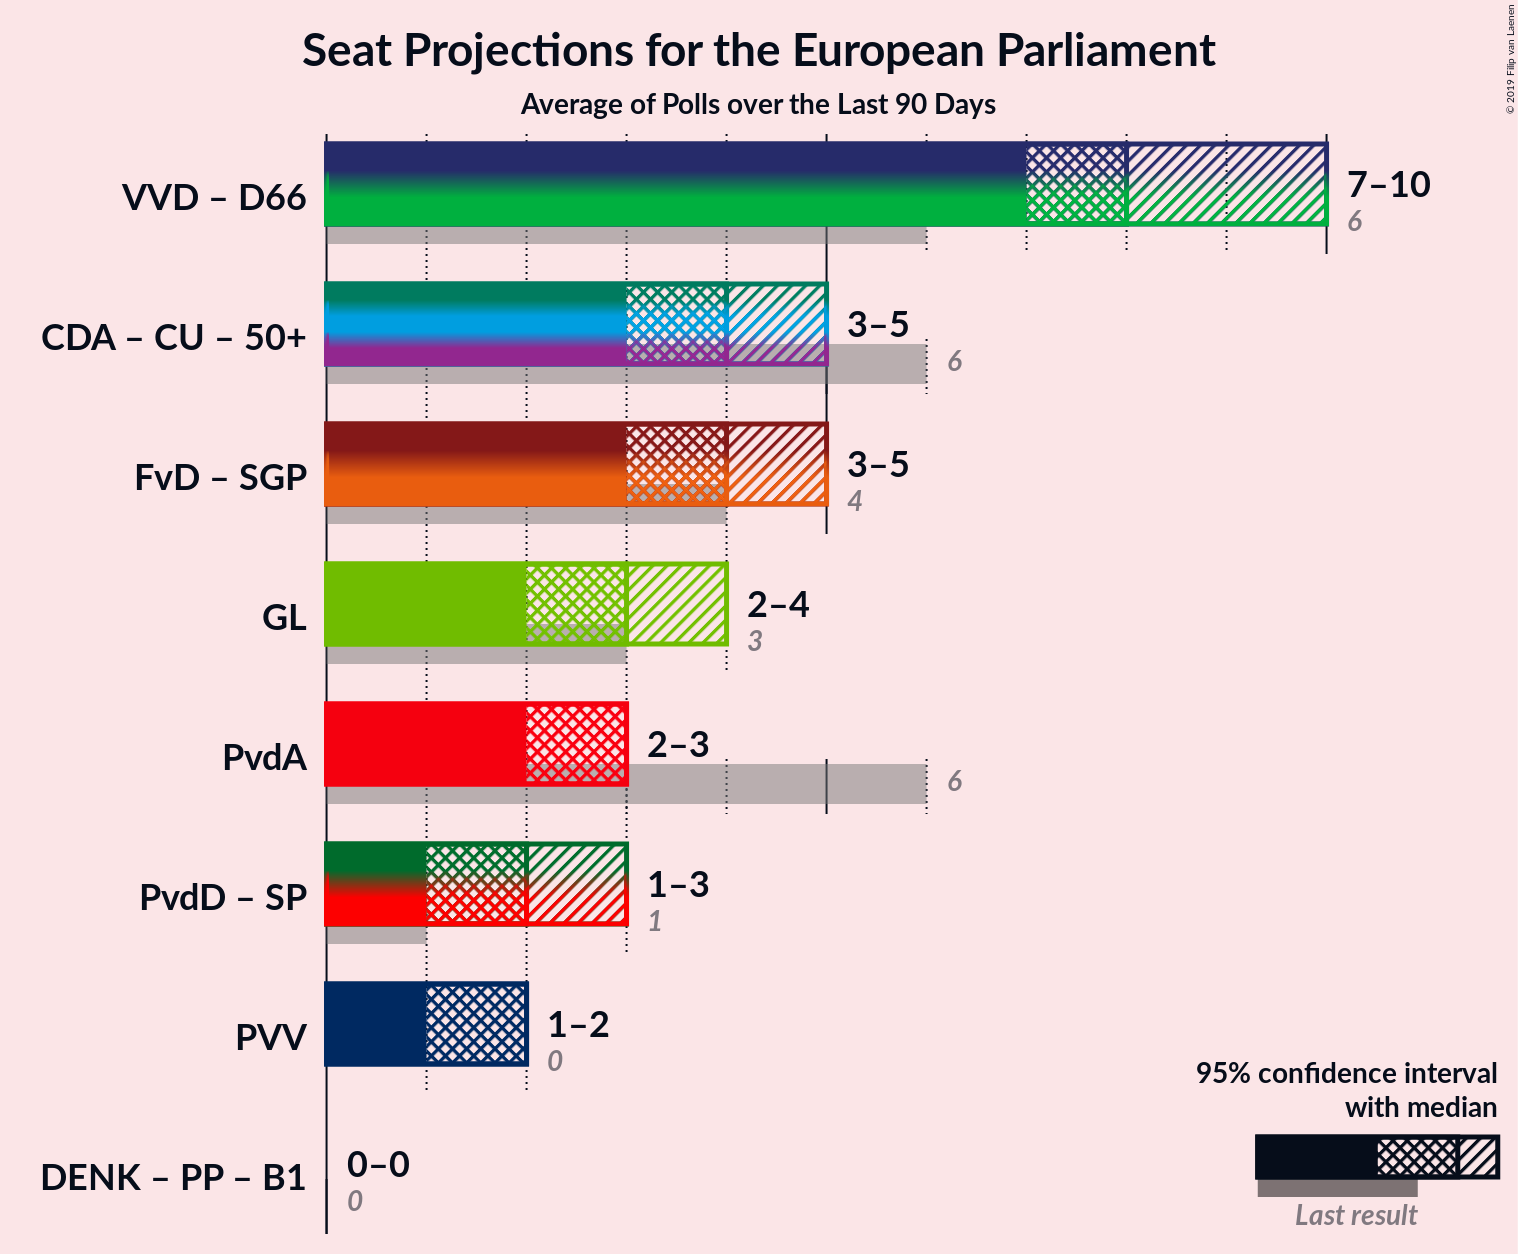 Seat Projections for the European Parliament
Average of Polls over the Last 90 Days
© 2019 Filip van Laenen
VVD – D66
7–10
6
CDA – CU – 50+
3–5
6
FvD – SGP
3–5
4
GL
2–4
3
PvdA
2–3
6
PvdD – SP
1–3
1
PVV
1–2
0
DENK – PP – B1
0–0
0
95% confidence interval
with median
Last result